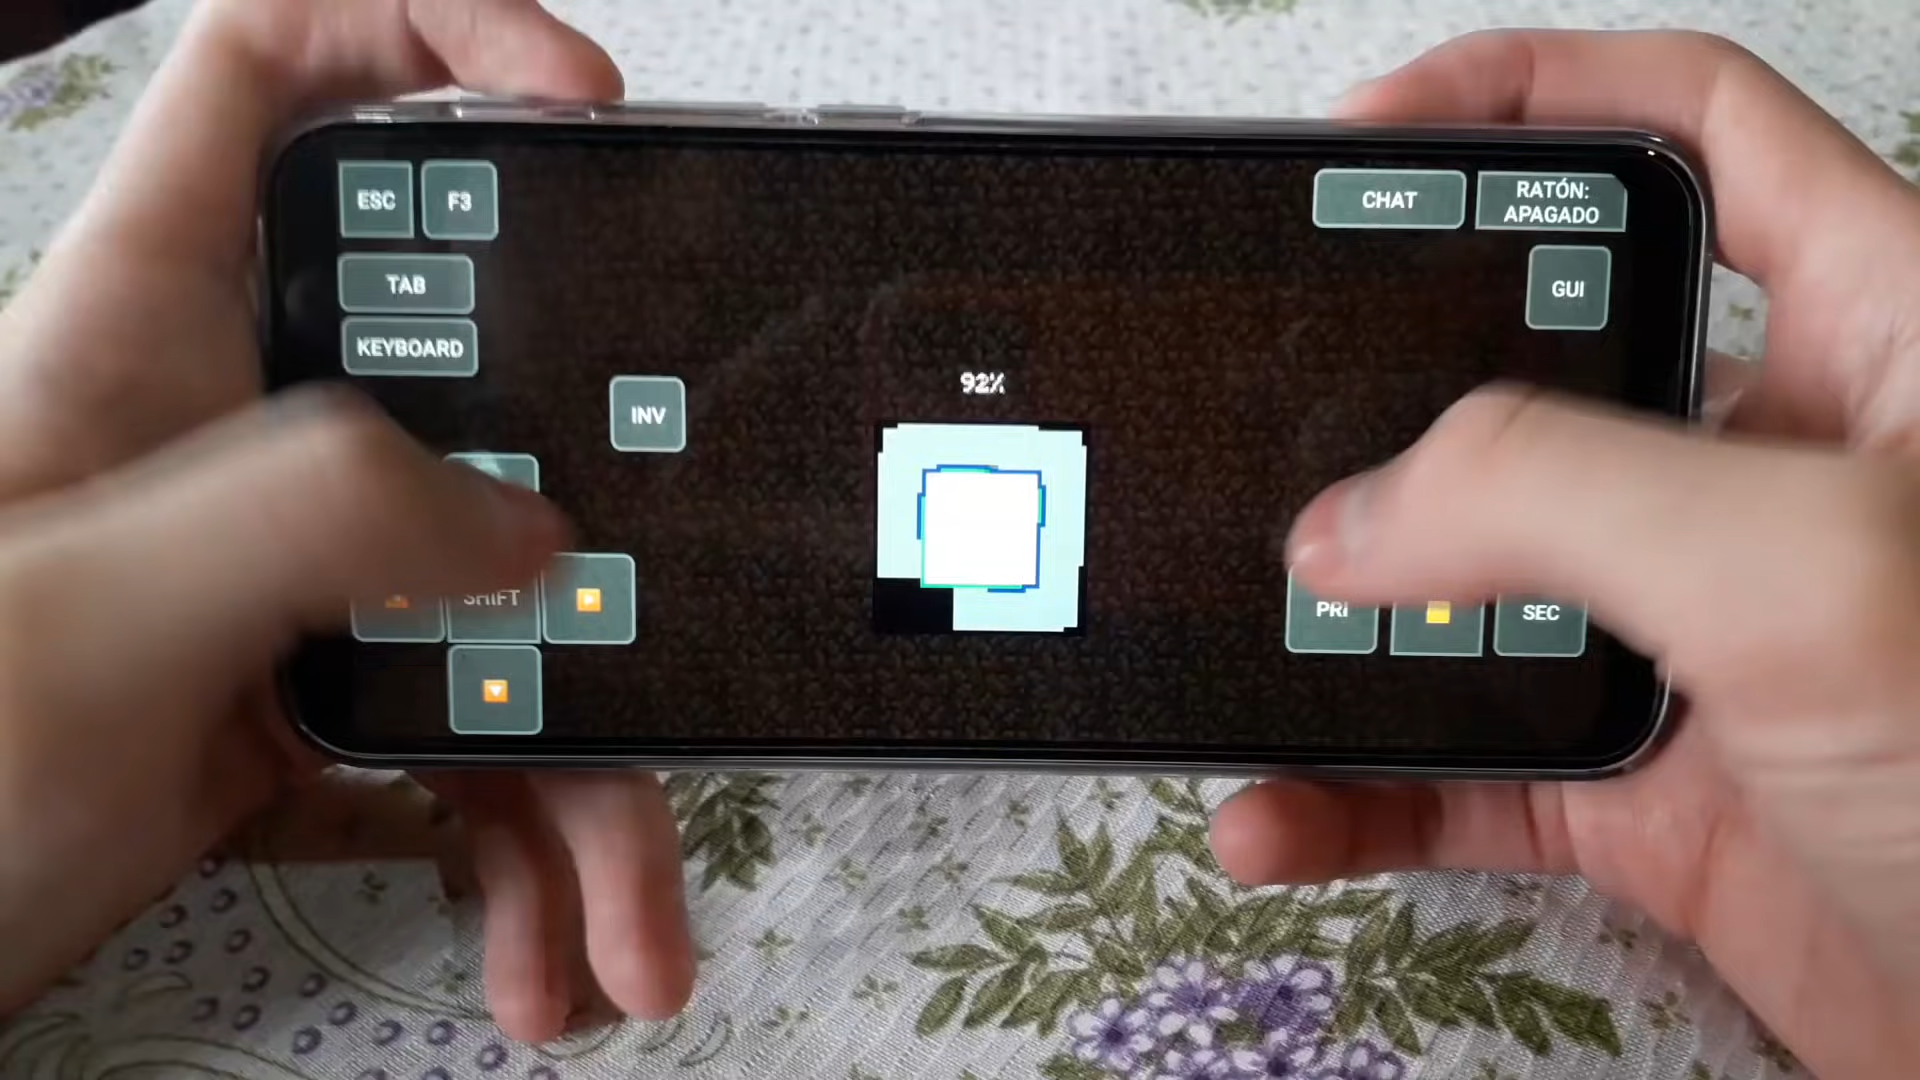 ESC
F3
CHAT
RATÓN:
APAGADO
TAB
GUI
KEYBOARD
92%
INV
SHIFT
PRI
SEC